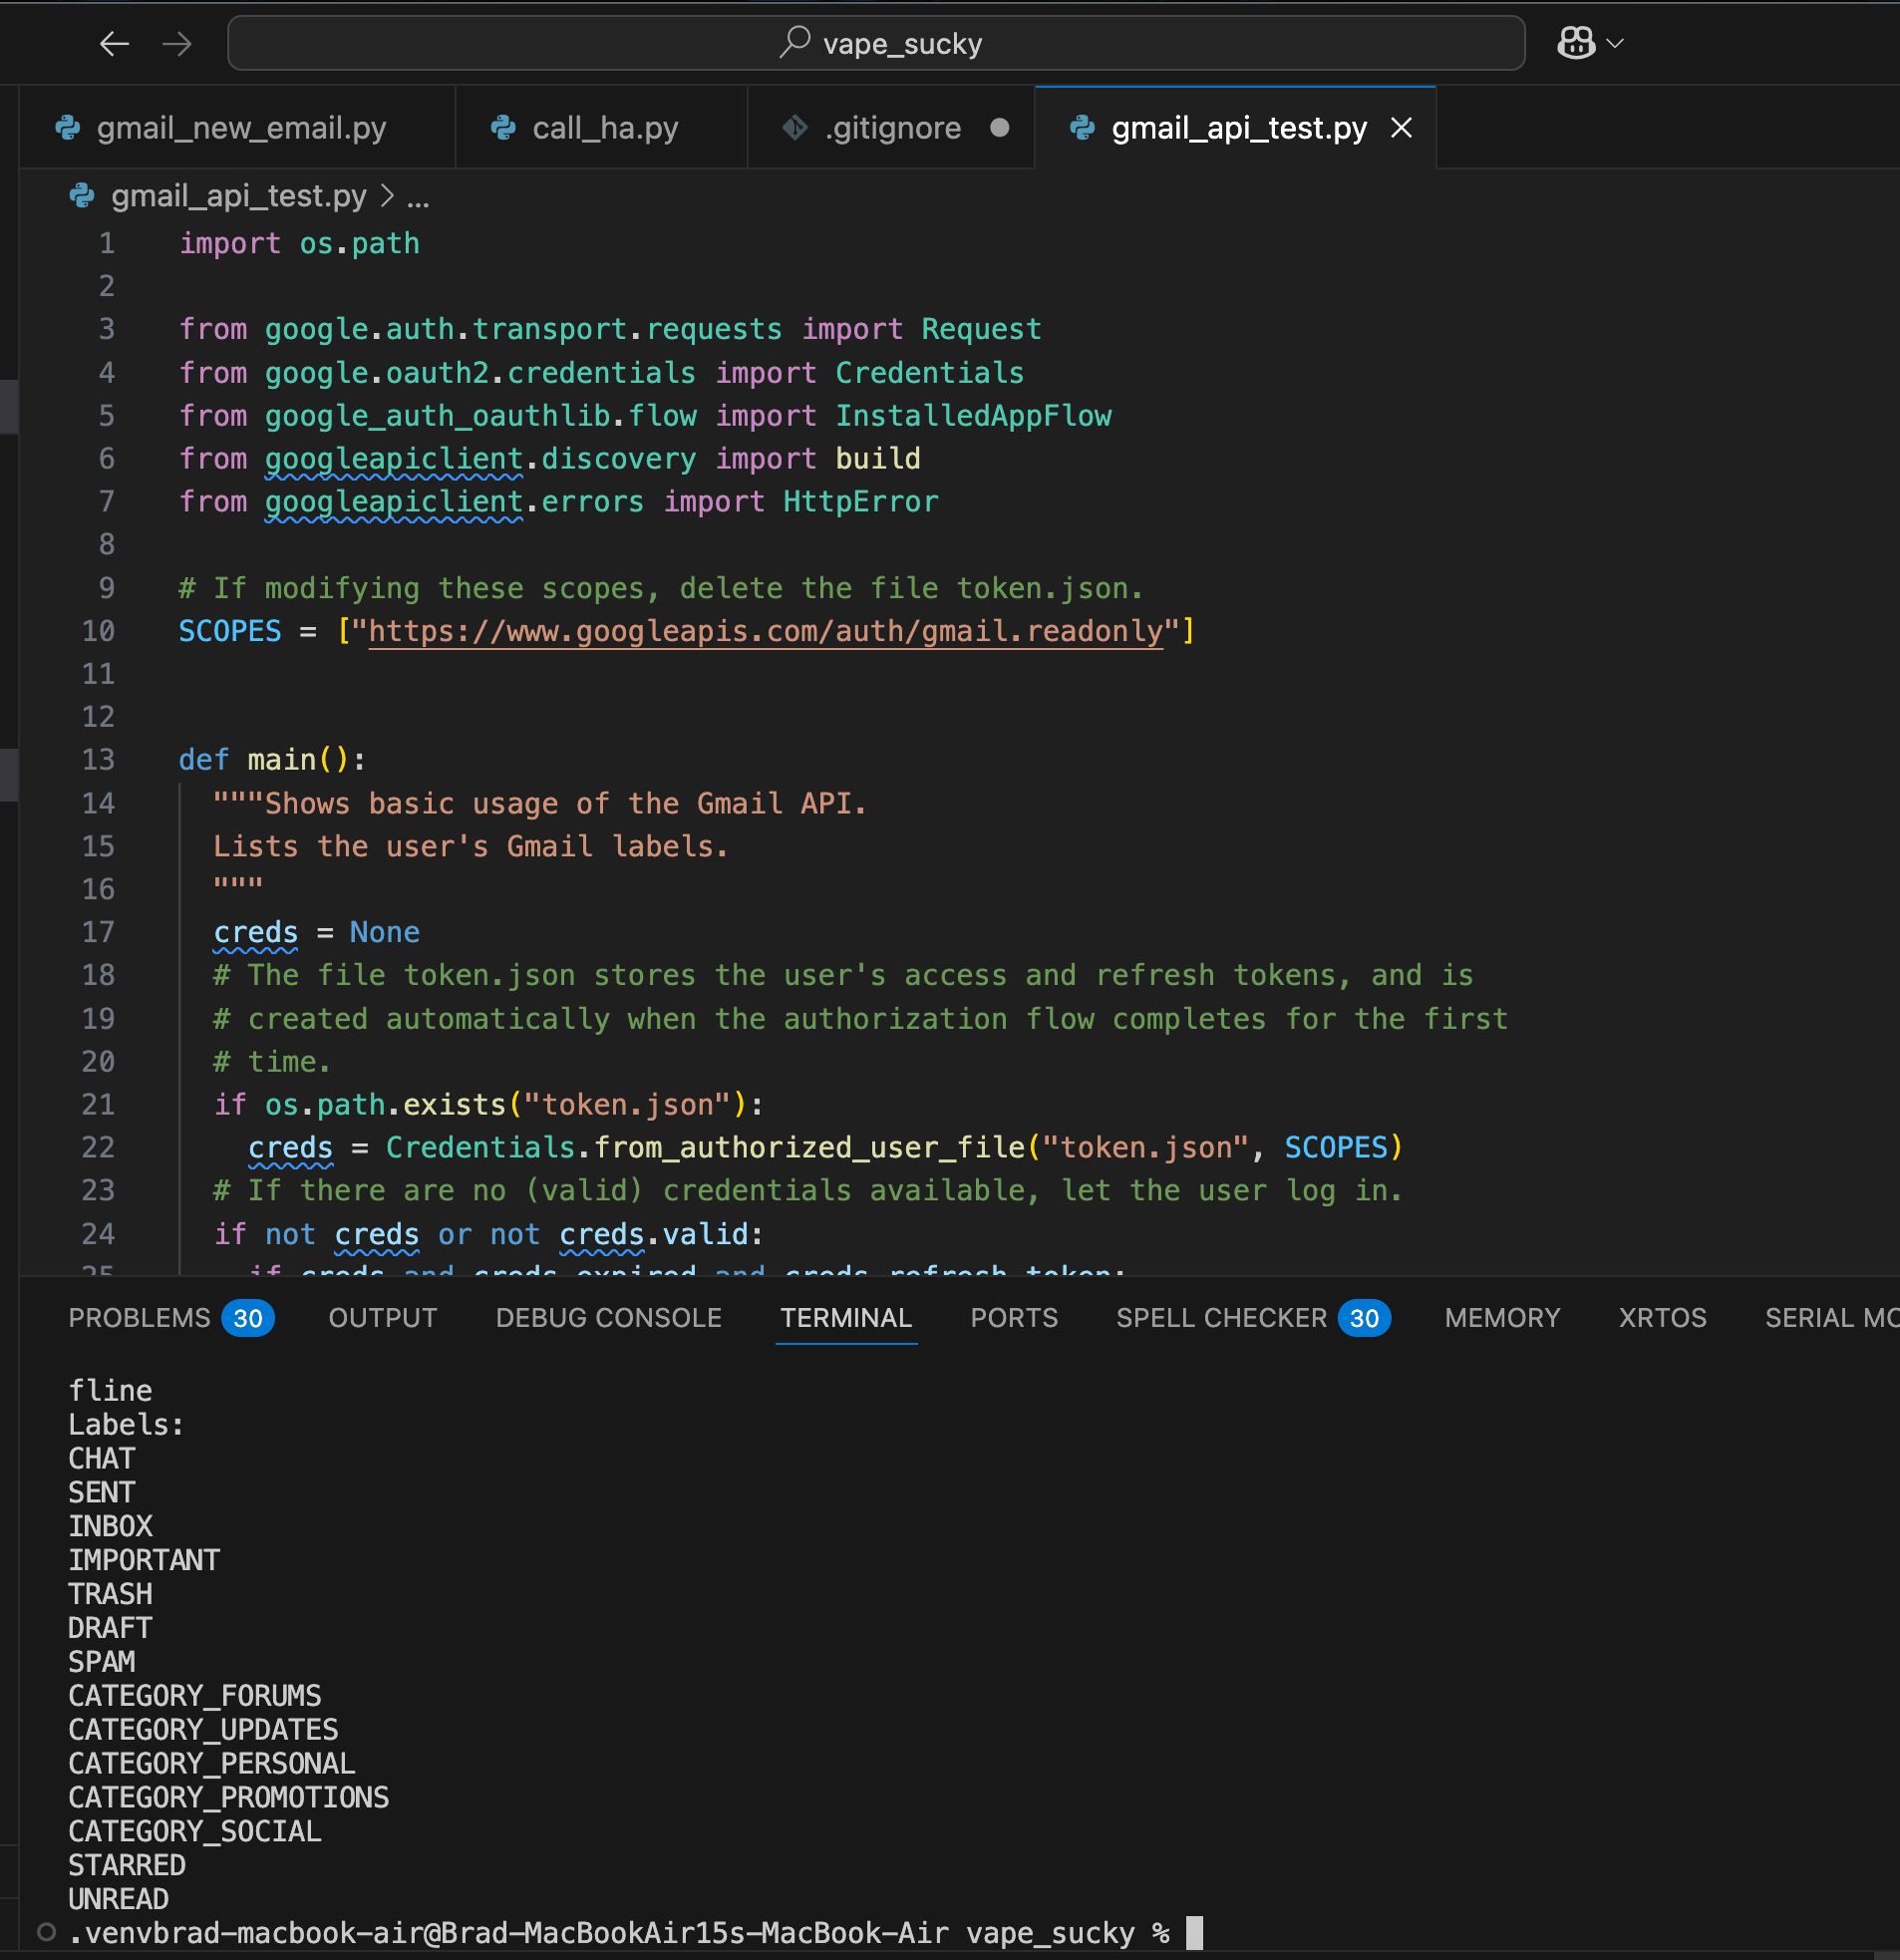 vape_sucky
gmail_new_email.py
call_ha.py
.gitignore
gmail_api_test.py
gmail_api_test.py > ...
1 import os.path
2
3 from google.auth.transport.requests import Request
4 from google.oauth2.credentials import Credentials
5 from google_auth_oauthlib.flow import InstalledAppFlow
6 from googleapiclient.discovery import build
7 from googleapiclient.errors import HttpError
8
9 # If modifying these scopes, delete the file token.json.
10 SCOPES = ["https://www.googleapis.com/auth/gmail.readonly"]
11
12
13 def main():
14 """Shows basic usage of the Gmail API.
15 Lists the user's Gmail labels.
16 """
17 creds = None
18 # The file token.json stores the user's access and refresh tokens, and is
19 # created automatically when the authorization flow completes for the first
20 # time.
21 if os.path.exists("token.json"):
22 creds = Credentials.from_authorized_user_file("token.json", SCOPES)
23 # If there are no (valid) credentials available, let the user log in.
24 if not creds or not creds.valid:
25 if creds and creds.expired and creds.refresh_token:
PROBLEMS 30 OUTPUT DEBUG CONSOLE TERMINAL PORTS SPELL CHECKER 30 MEMORY XRTOS SERIAL MO
fline
Labels:
CHAT
SENT
INBOX
IMPORTANT
TRASH
DRAFT
SPAM
CATEGORY_FORUMS
CATEGORY_UPDATES
CATEGORY_PERSONAL
CATEGORY_PROMOTIONS
CATEGORY_SOCIAL
STARRED
UNREAD
.venvbrad-macbook-air@Brad-MacBookAir15s-MacBook-Air vape_sucky %